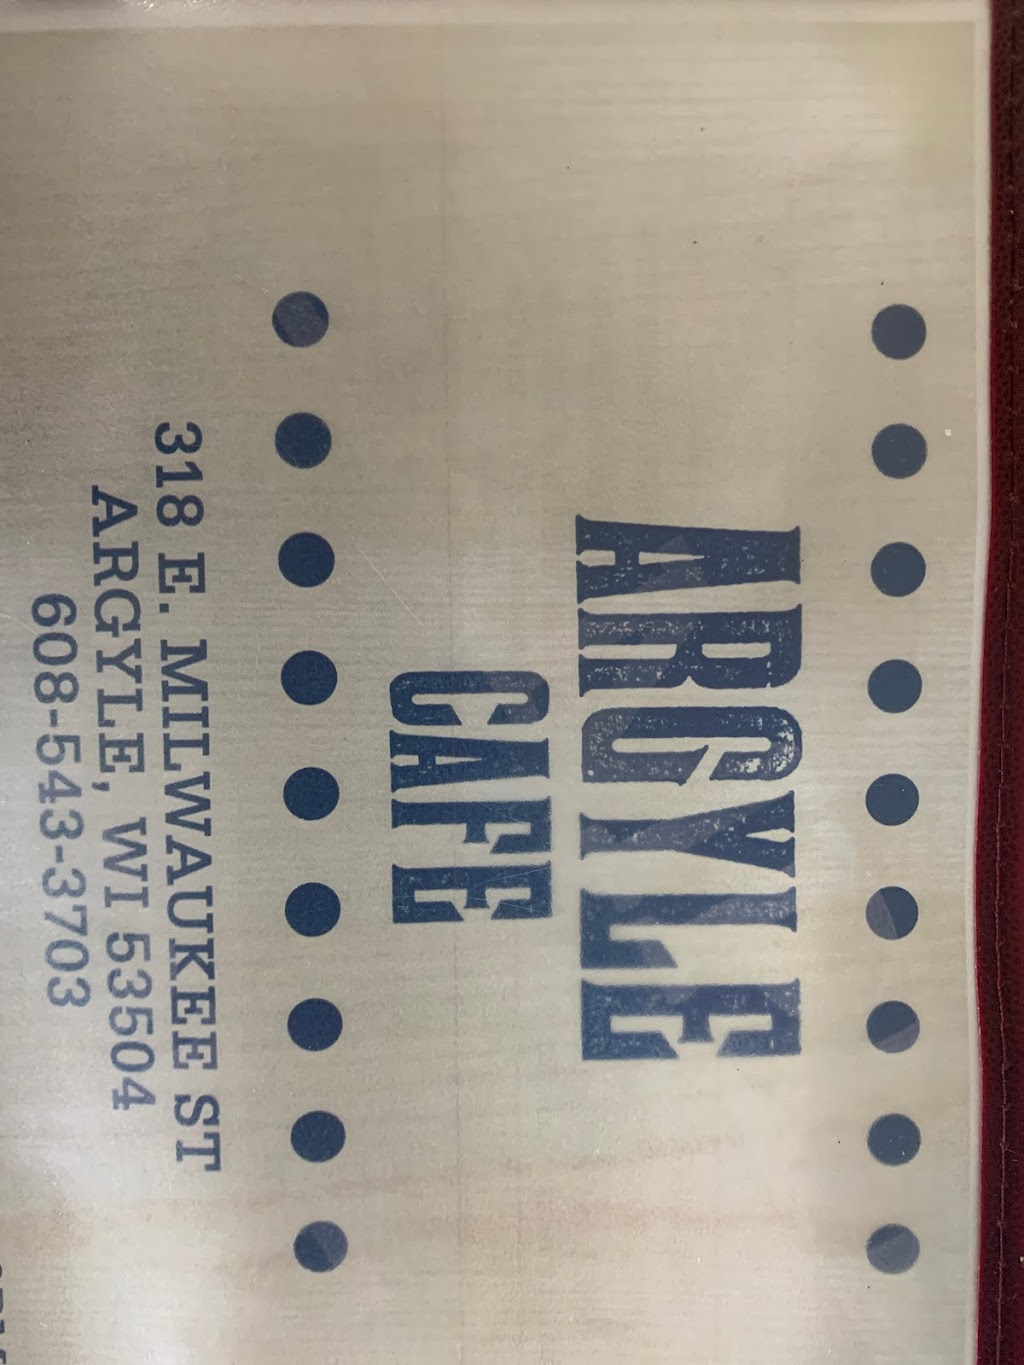 ARGYLE
CAFE
318 E. MILWAUKEE ST
ARGYLE, WI 53504
608-543-3703